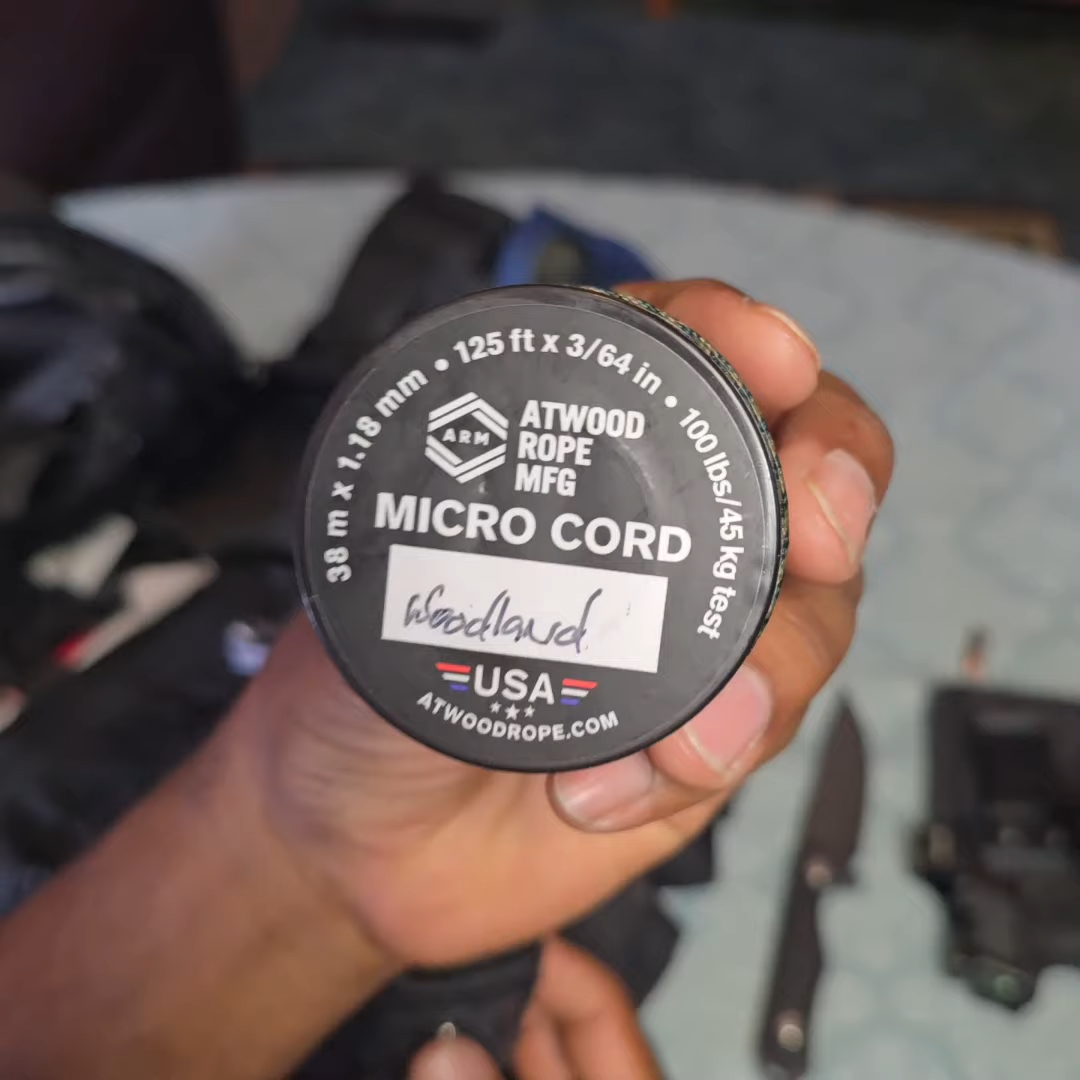 38 m x 1.18 mm • 125 ft x 3/64 in • 100 lbs/45 kg test
ARM
ATWOOD
ROPE
MFG
MICRO CORD
Woodland
USA
ATWOODROPE.COM